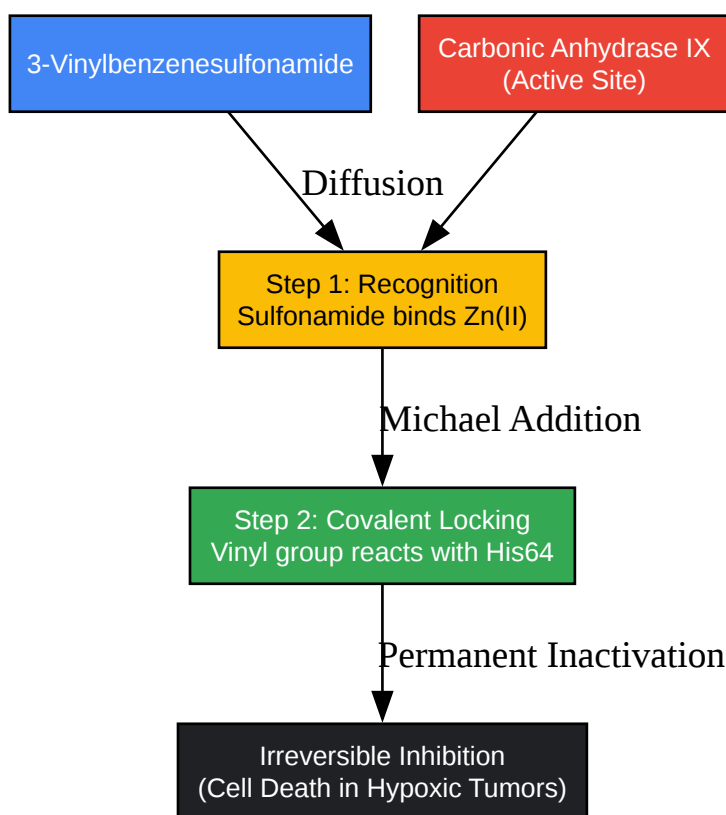 3-Vinylbenzenesulfonamide
Carbonic Anhydrase IX
(Active Site)
Diffusion
Step 1: Recognition
Sulfonamide binds Zn(II)
Michael Addition
Step 2: Covalent Locking
Vinyl group reacts with His64
Permanent Inactivation
Irreversible Inhibition
(Cell Death in Hypoxic Tumors)